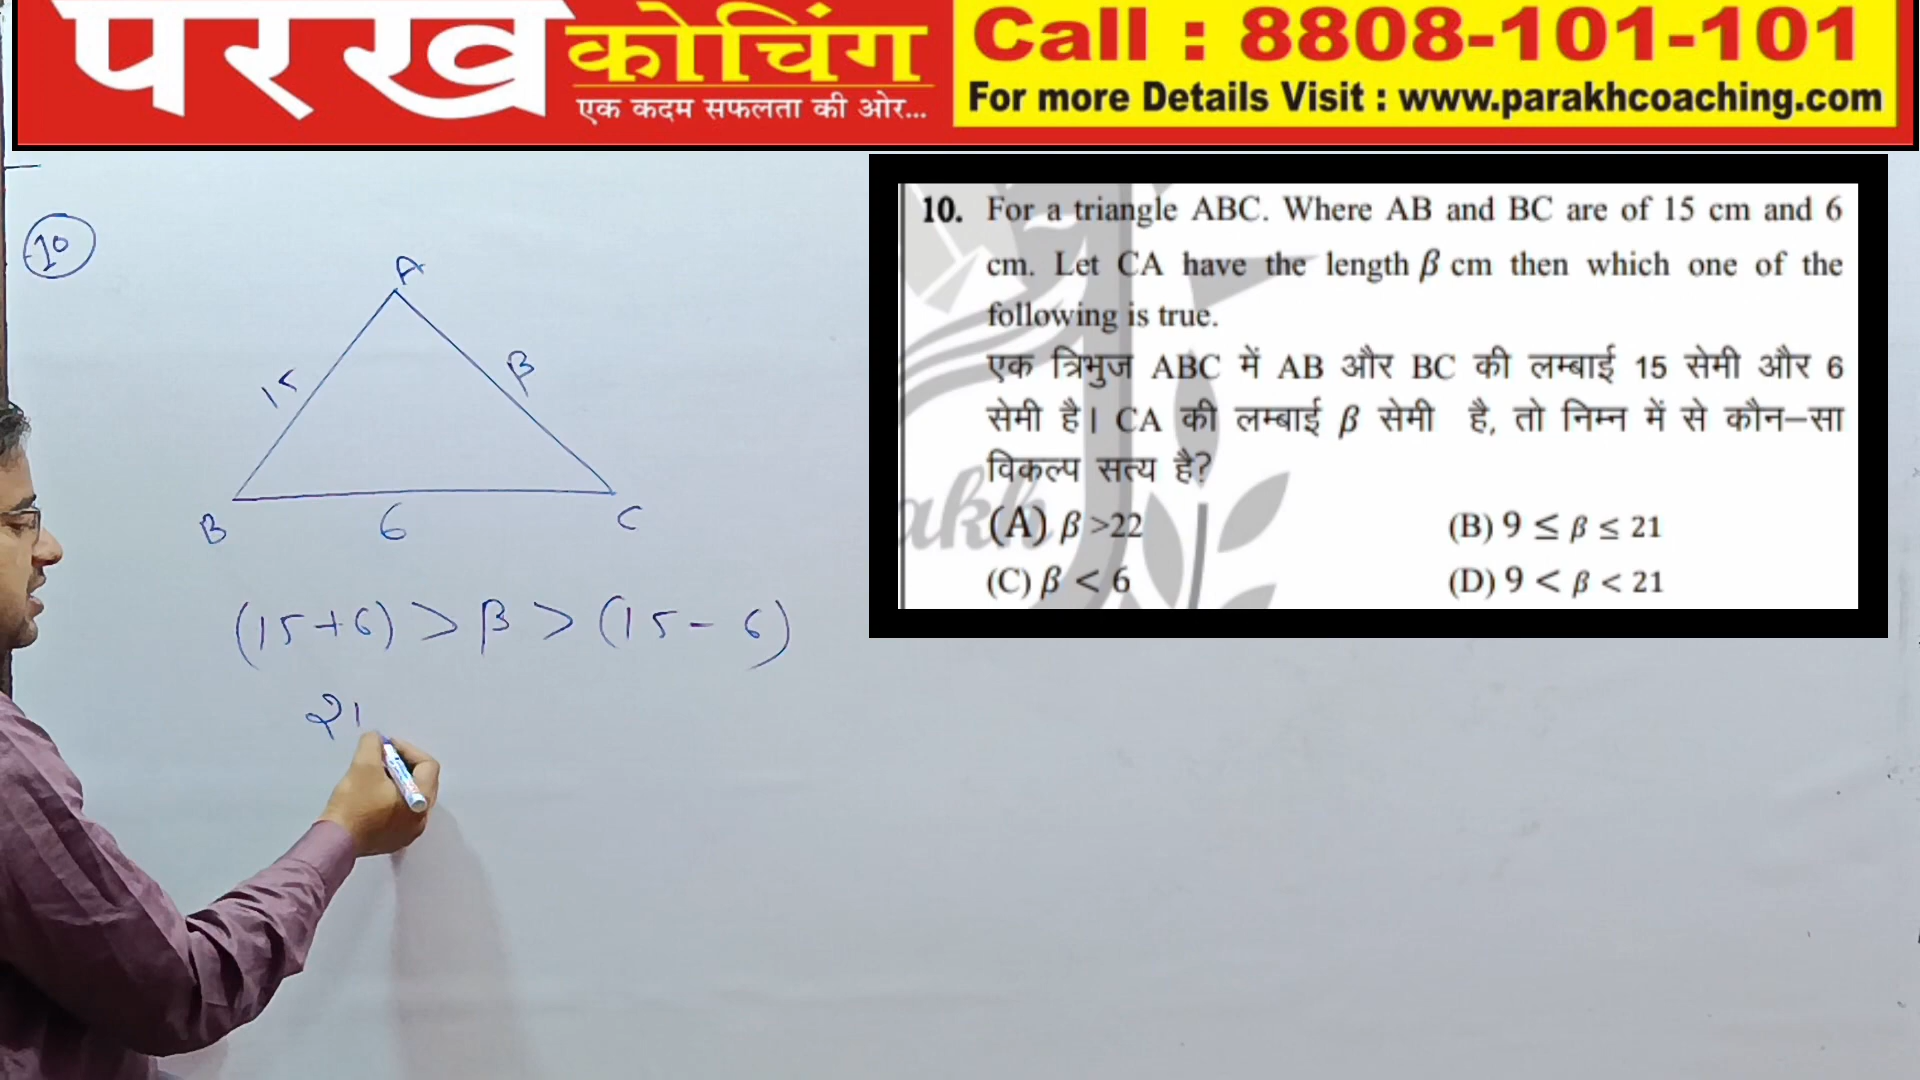 परख कोचिंग
एक कदम सफलता की ओर...
Call : 8808-101-101
For more Details Visit : www.parakhcoaching.com
10
A
15
β
B
6
C
(15+6) > β > (15-6)
21
10. For a triangle ABC. Where AB and BC are of 15 cm and 6
cm. Let CA have the length β cm then which one of the
following is true.
एक त्रिभुज ABC में AB और BC की लम्बाई 15 सेमी और 6
सेमी है। CA की लम्बाई β सेमी है, तो निम्न में से कौन-सा
विकल्प सत्य है?
(A) β >22 (B) 9 ≤ β ≤ 21
(C) β < 6 (D) 9 < β < 21
akh